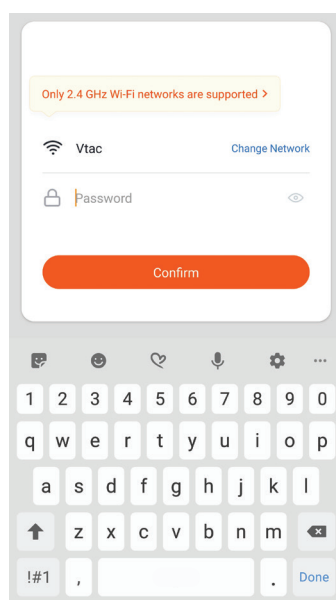 Only 2.4 GHz Wi-Fi networks are supported >
Vtac Change Network
Password
Confirm
1 2 3 4 5 6 7 8 9 0
q w e r t y u i o p
a s d f g h j k l
z x c v b n m
!#1 , . Done